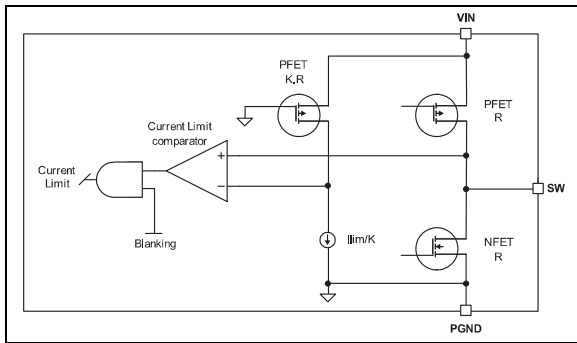 VIN
PFET
K.R
PFET
R
Current Limit
comparator
+
−
Current
Limit
SW
Blanking
Ilim/K
NFET
R
PGND